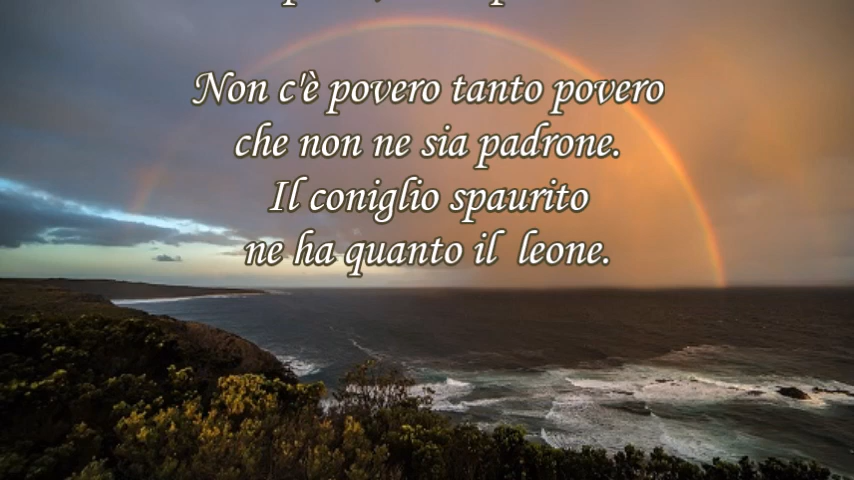 Non c'è povero tanto povero
che non ne sia padrone.
Il coniglio spaurito
ne ha quanto il leone.